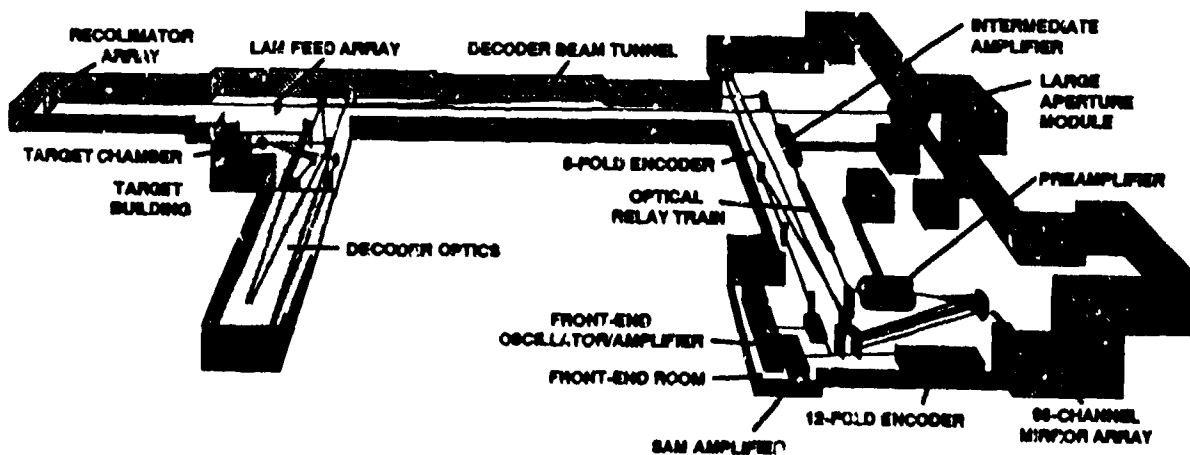 RECOLIMATOR
ARRAY
LAM FEED ARRAY
DECODER BEAM TUNNEL
INTERMEDIATE
AMPLIFIER
LARGE
APERTURE
MODULE
TARGET CHAMBER
TARGET
BUILDING
8-FOLD ENCODER
OPTICAL
RELAY TRAIN
PREAMPLIFIER
DECODER OPTICS
FRONT-END
OSCILLATOR/AMPLIFIER
FRONT-END ROOM
12-FOLD ENCODER
SAM AMPLIFIED
96-CHANNEL
MIRROR ARRAY